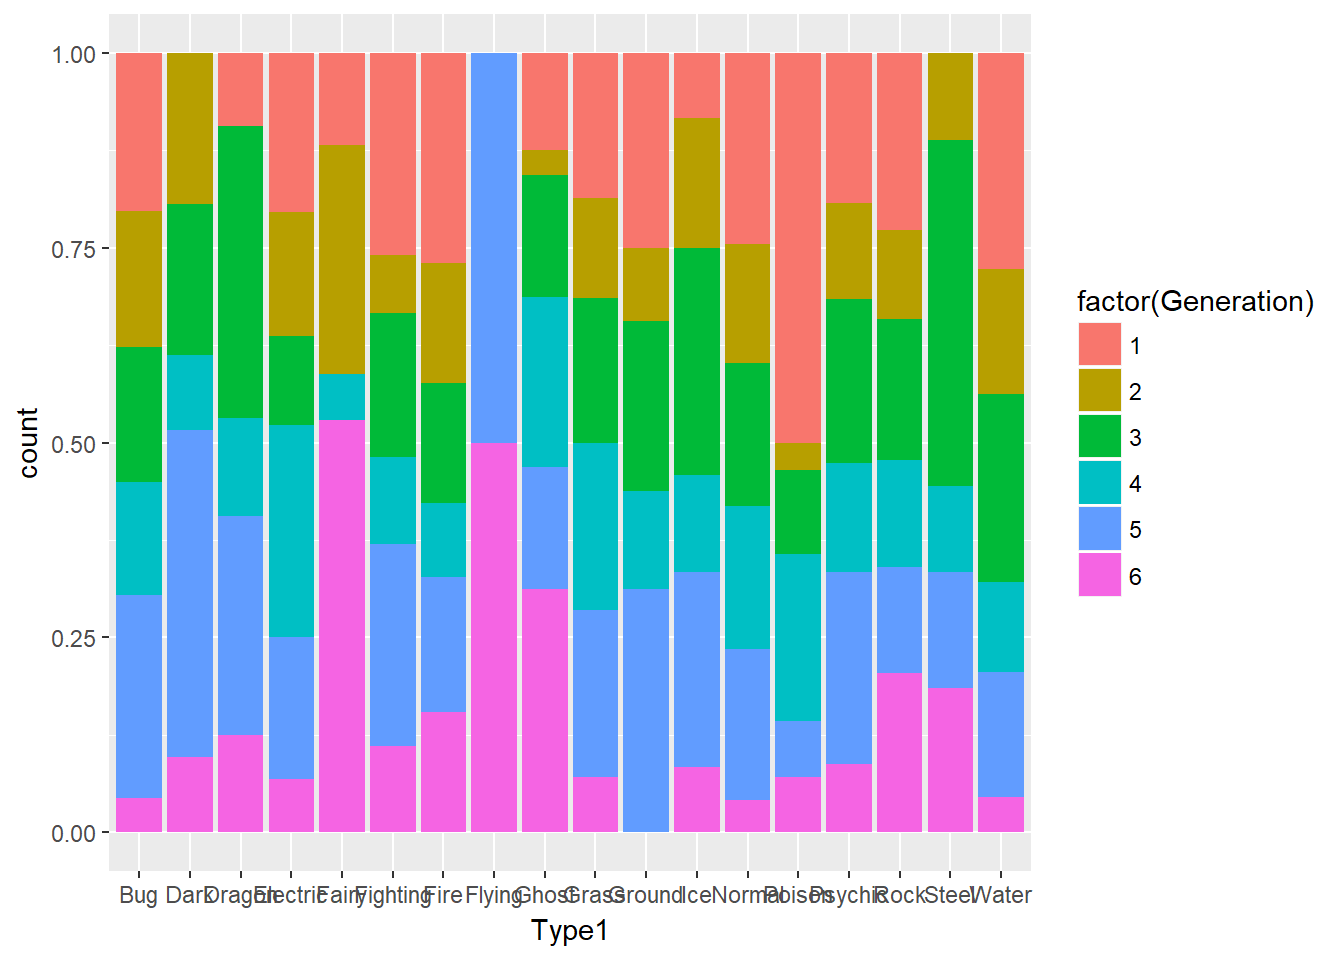 1.00
0.75
0.50
0.25
0.00
count
Bug Dark Dragon Electric Fairy Fighting Fire Flying Ghost Grass Ground Ice Normal Poison Psychic Rock Steel Water
Type1
factor(Generation)
1
2
3
4
5
6